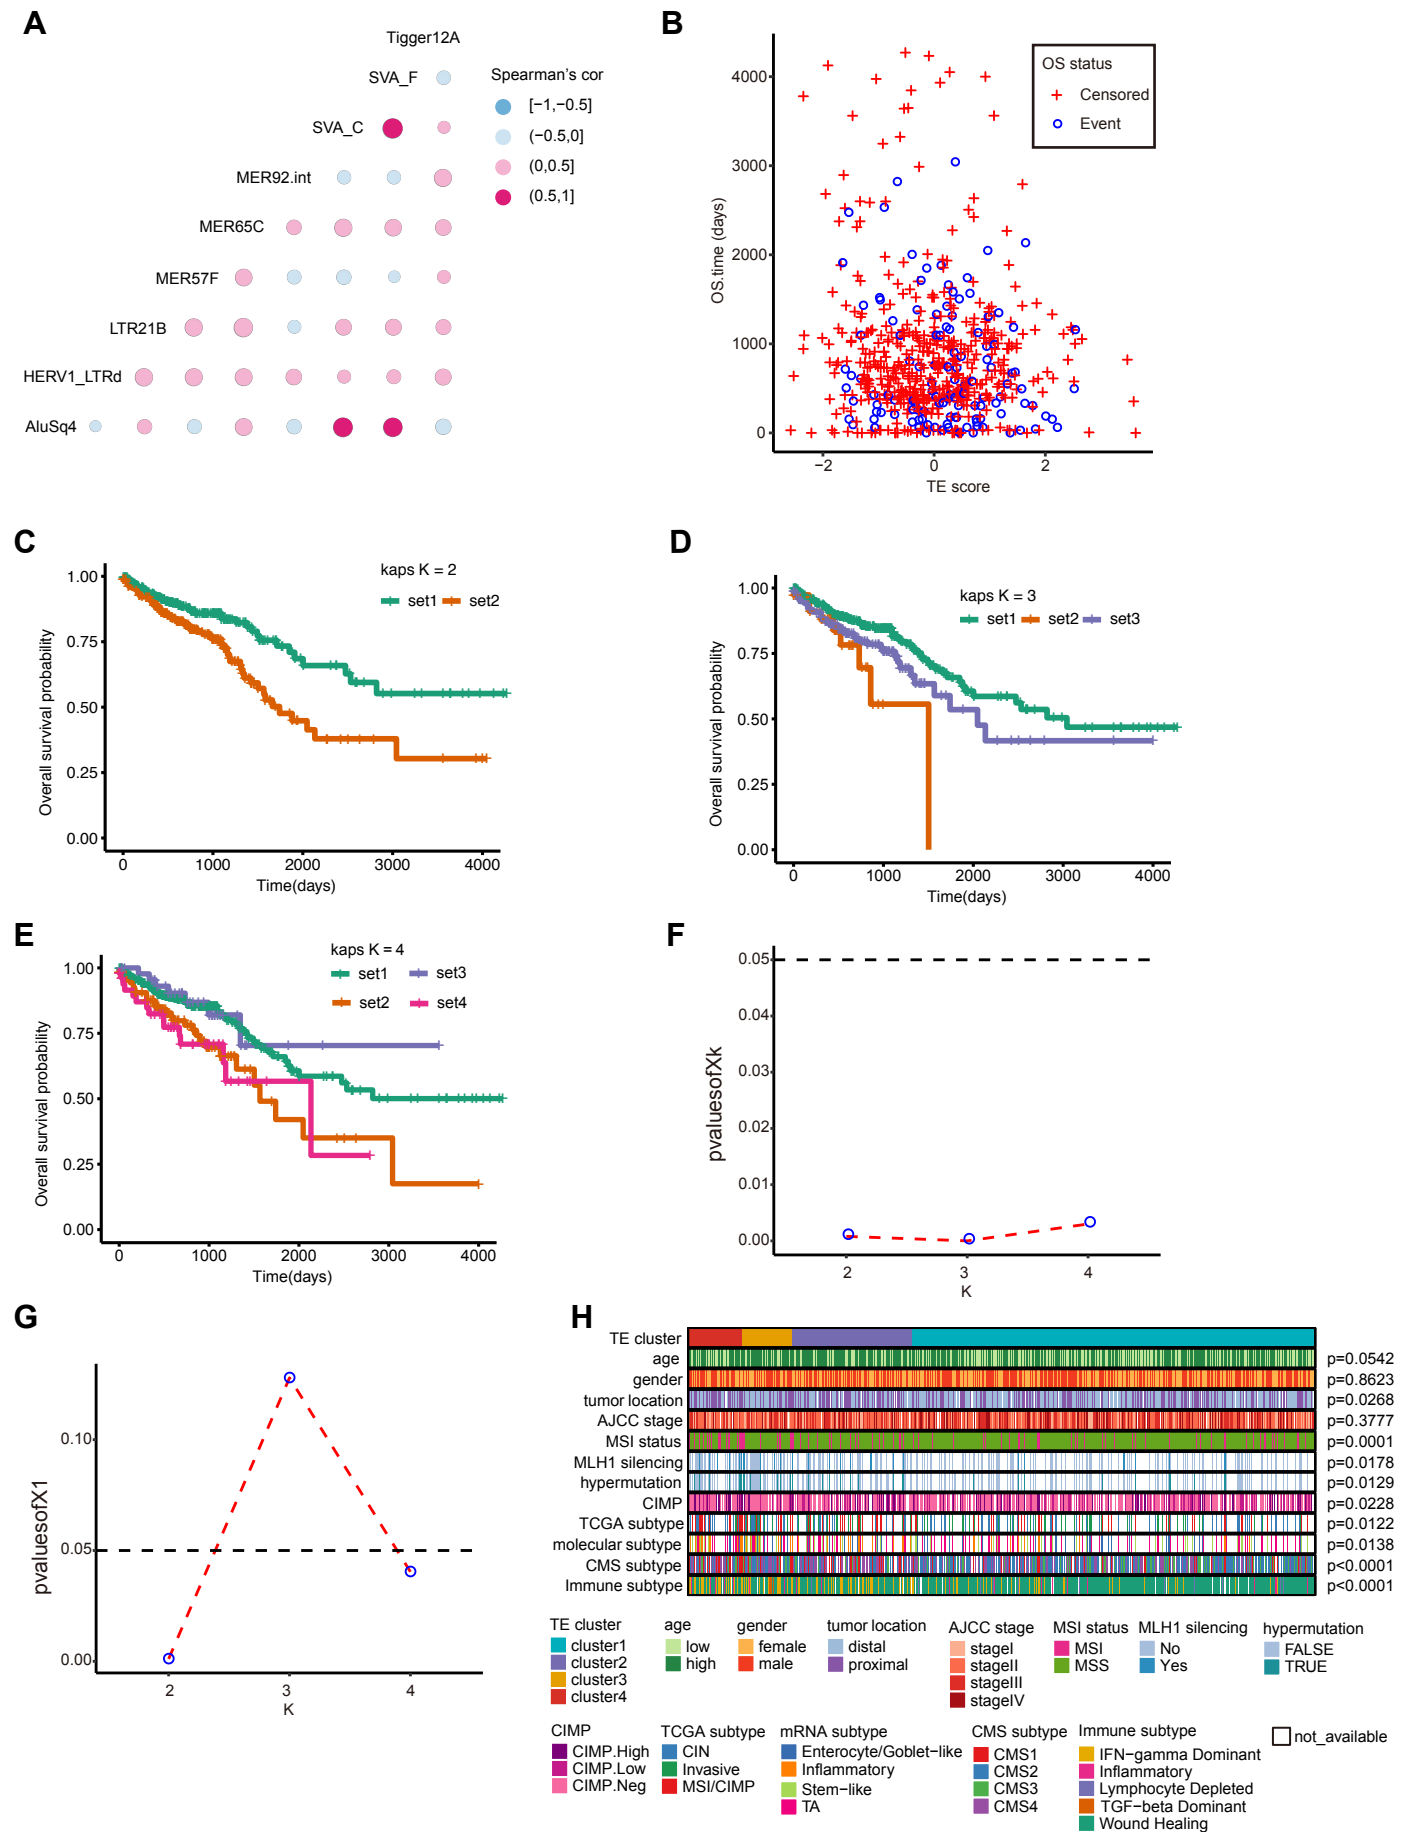 A
Tigger12A
SVA_F
SVA_C
MER92.int
MER65C
MER57F
LTR21B
HERV1_LTRd
AluSq4
Spearman's cor
[−1,−0.5]
(−0.5,0]
(0,0.5]
(0.5,1]
B
OS status
Censored
Event
4000
3000
2000
1000
0
OS.time (days)
−2 0 2
TE score
C
kaps K = 2
set1 set2
1.00
0.75
0.50
0.25
0.00
Overall survival probability
0 1000 2000 3000 4000
Time(days)
D
kaps K = 3
set1 set2 set3
1.00
0.75
0.50
0.25
0.00
Overall survival probability
0 1000 2000 3000 4000
Time(days)
E
kaps K = 4
set1 set3
set2 set4
1.00
0.75
0.50
0.25
0.00
Overall survival probability
0 1000 2000 3000 4000
Time(days)
F
0.05
0.04
0.03
0.02
0.01
0.00
pvaluesofXk
2 3 4
K
G
0.10
0.05
0.00
pvaluesofX1
2 3 4
K
H
TE cluster
age p=0.0542
gender p=0.8623
tumor location p=0.0268
AJCC stage p=0.3777
MSI status p=0.0001
MLH1 silencing p=0.0178
hypermutation p=0.0129
CIMP p=0.0228
TCGA subtype p=0.0122
molecular subtype p=0.0138
CMS subtype p<0.0001
Immune subtype p<0.0001
TE cluster
cluster1
cluster2
cluster3
cluster4
age
low
high
gender
female
male
tumor location
distal
proximal
AJCC stage
stageI
stageII
stageIII
stageIV
MSI status
MSI
MSS
MLH1 silencing
No
Yes
hypermutation
FALSE
TRUE
CIMP
CIMP.High
CIMP.Low
CIMP.Neg
TCGA subtype
CIN
Invasive
MSI/CIMP
mRNA subtype
Enterocyte/Goblet−like
Inflammatory
Stem−like
TA
CMS subtype
CMS1
CMS2
CMS3
CMS4
Immune subtype
IFN−gamma Dominant
Inflammatory
Lymphocyte Depleted
TGF−beta Dominant
Wound Healing
not_available